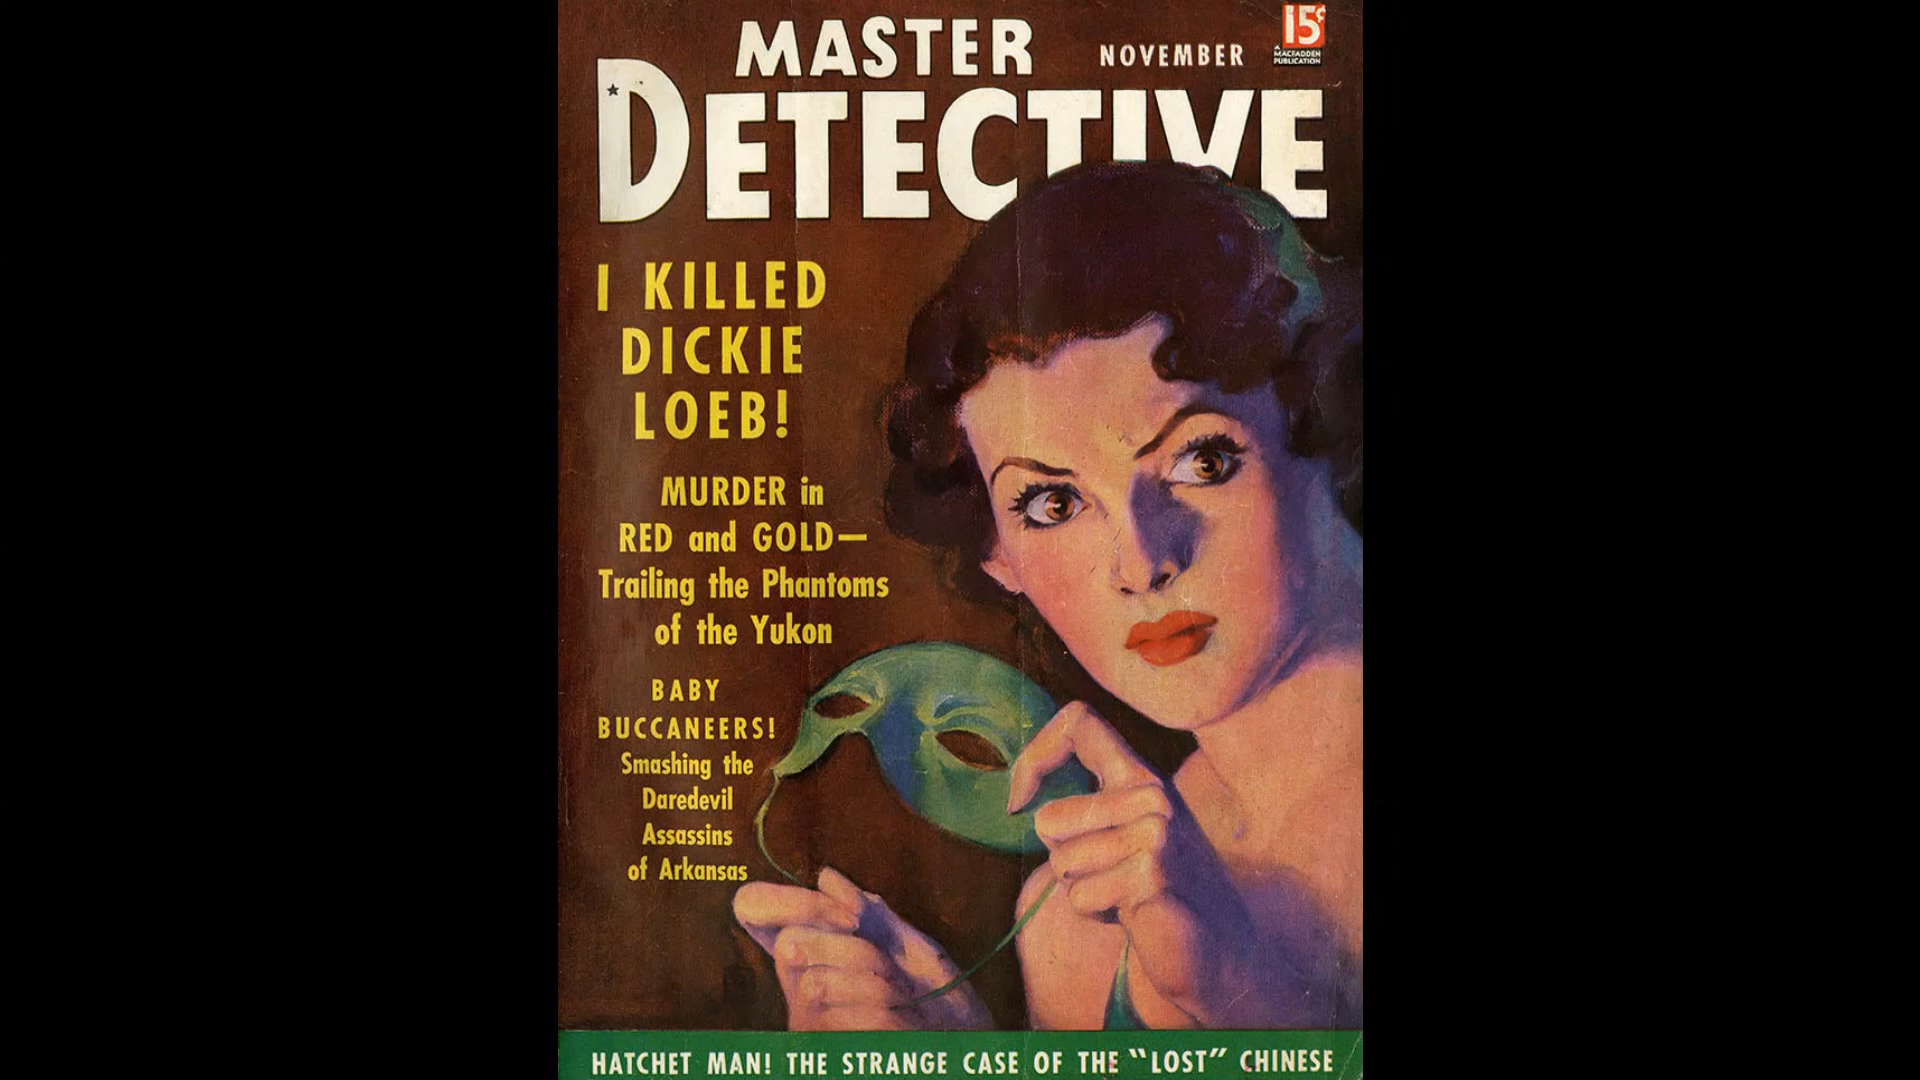 MASTER
NOVEMBER
15¢
A
MACFADDEN
PUBLICATION
DETECTIVE
I KILLED
DICKIE
LOEB!
MURDER in
RED and GOLD—
Trailing the Phantoms
of the Yukon
BABY
BUCCANEERS!
Smashing the
Daredevil
Assassins
of Arkansas
HATCHET MAN! THE STRANGE CASE OF THE "LOST" CHINESE